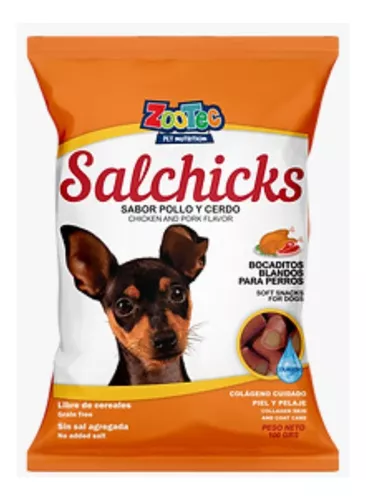 ZooTec
PET NUTRITION
Salchicks
SABOR POLLO Y CERDO
CHICKEN AND PORK FLAVOR
BOCADITOS
BLANDOS
PARA PERROS
SOFT SNACKS
FOR DOGS
COLÁGENO CUIDADO
PIEL Y PELAJE
COLLAGEN SKIN
AND COAT CARE
Libre de cereales
Grain free
Sin sal agregada
No added salt
PESO NETO
100 GRS